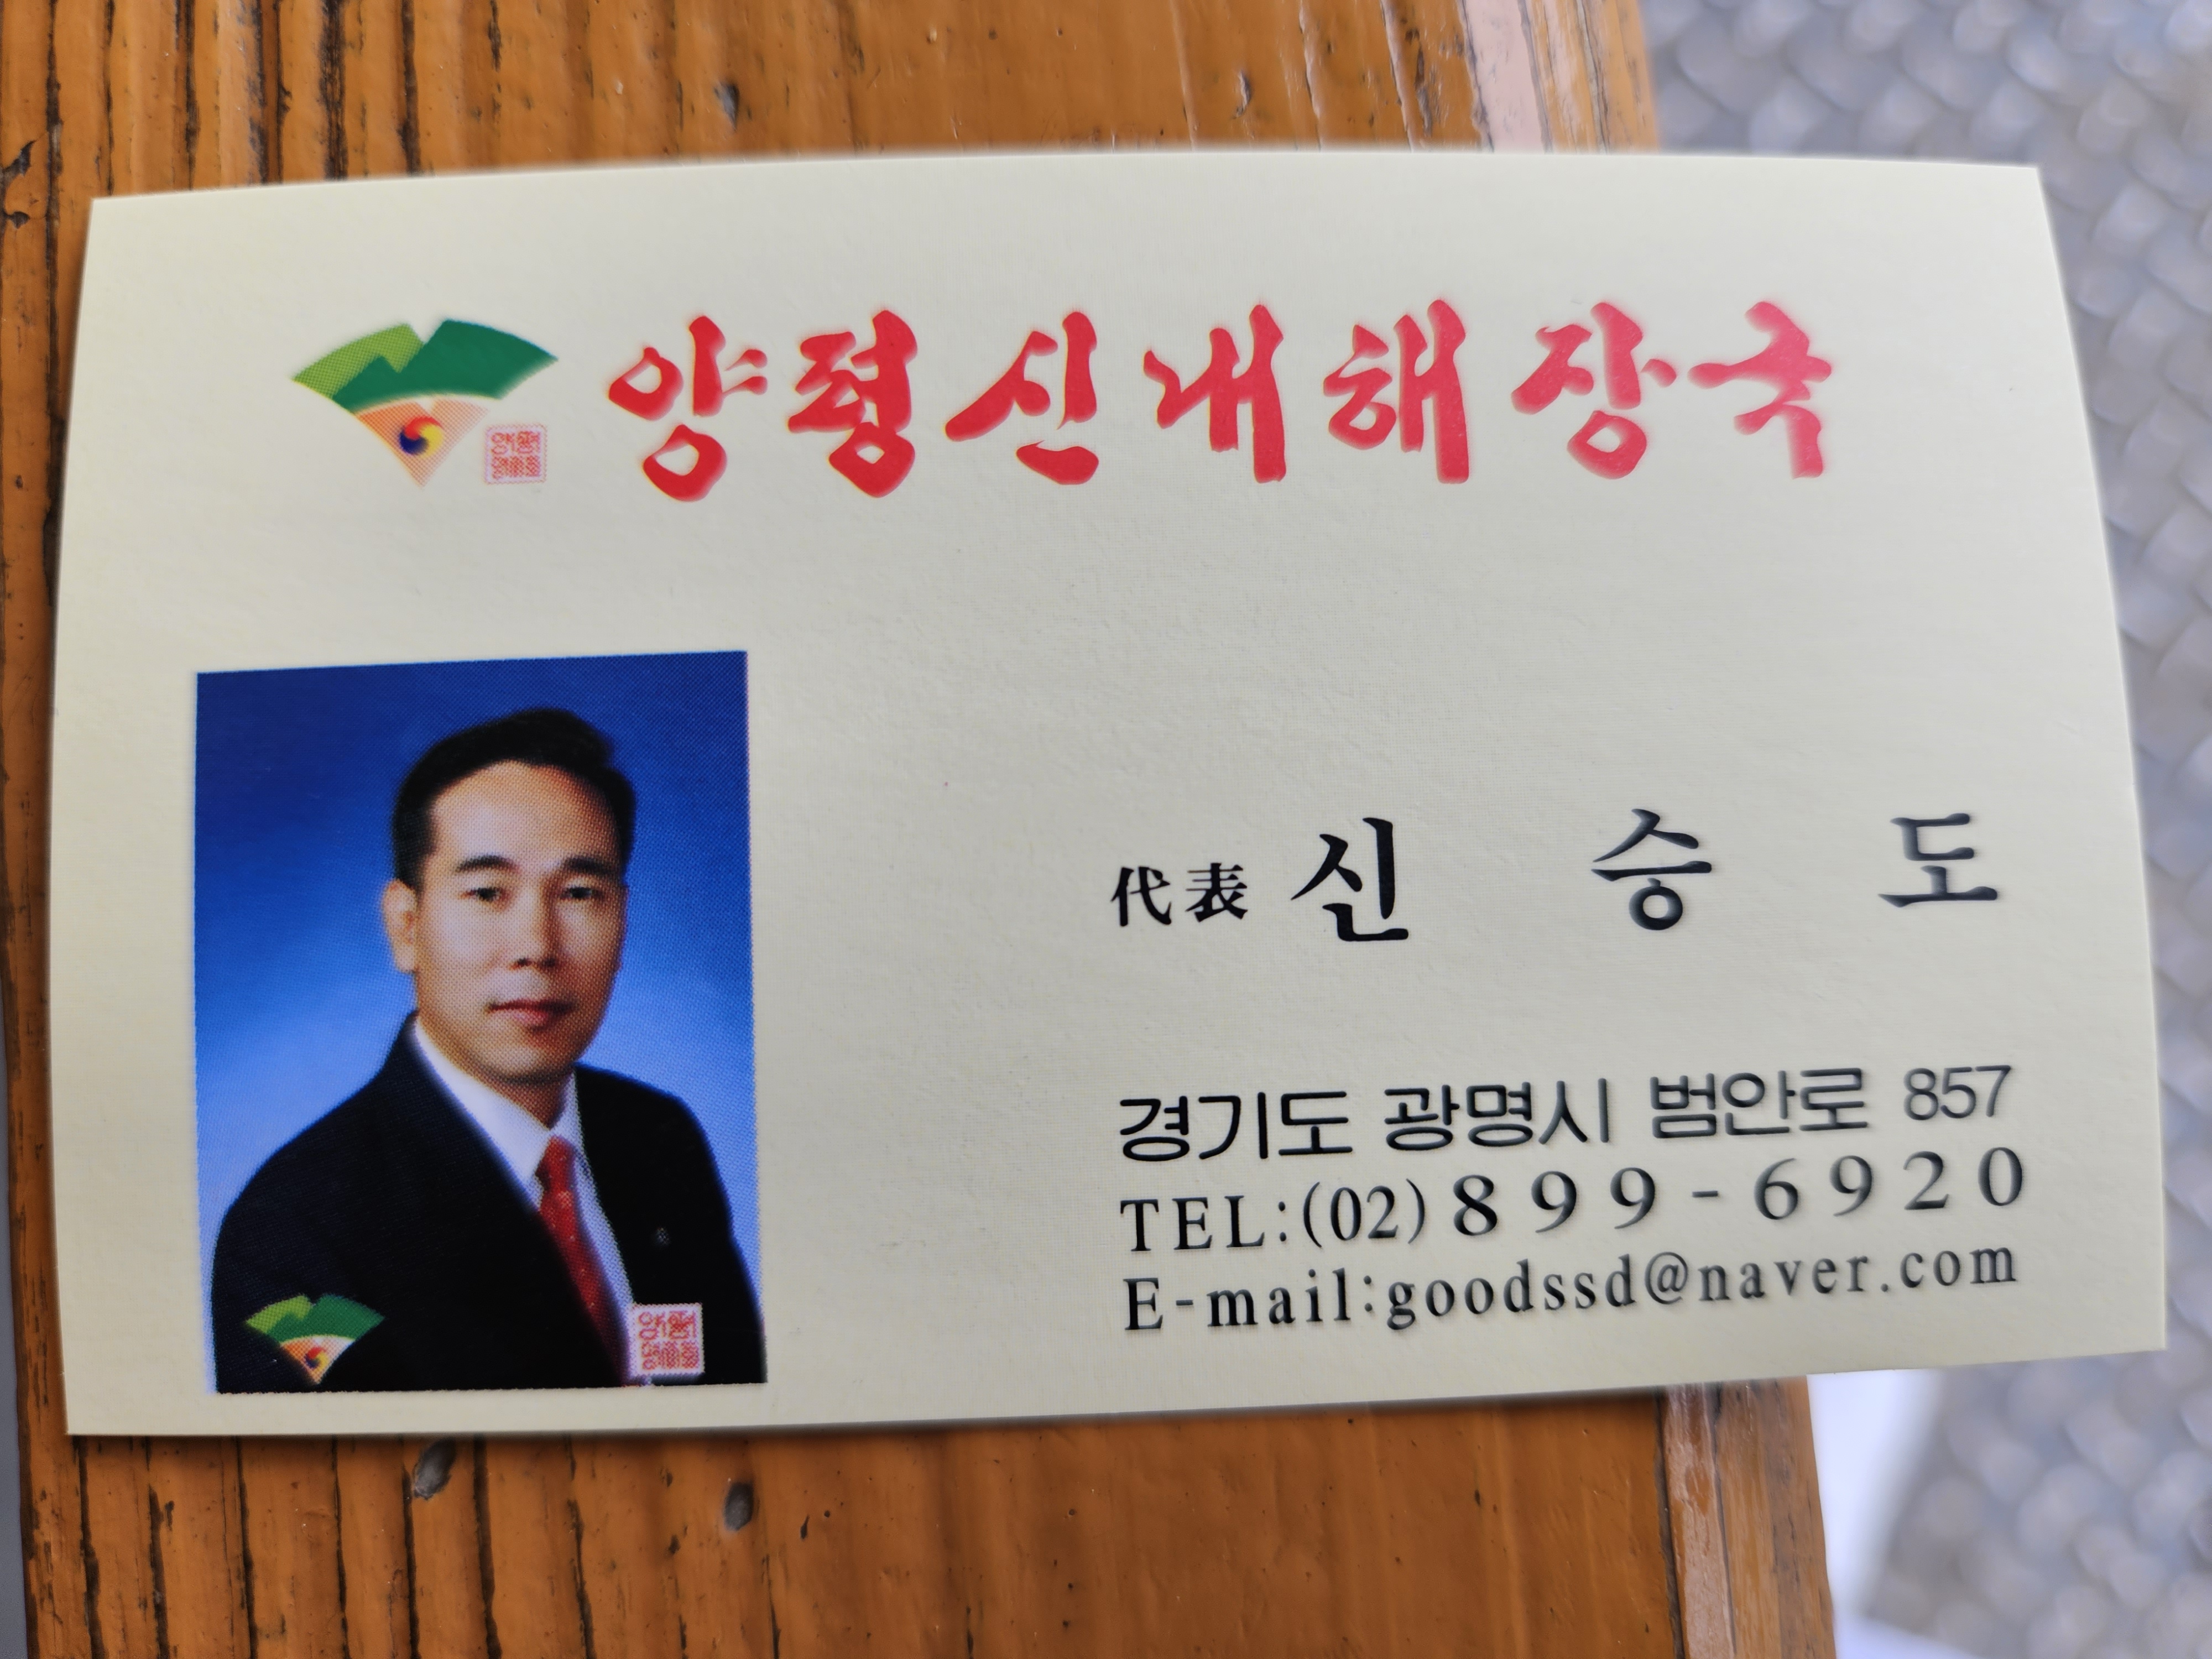 양평신내해장국
代表 신 승 도
경기도 광명시 범안로 857
TEL:(02) 899-6920
E-mail:goodssd@naver.com